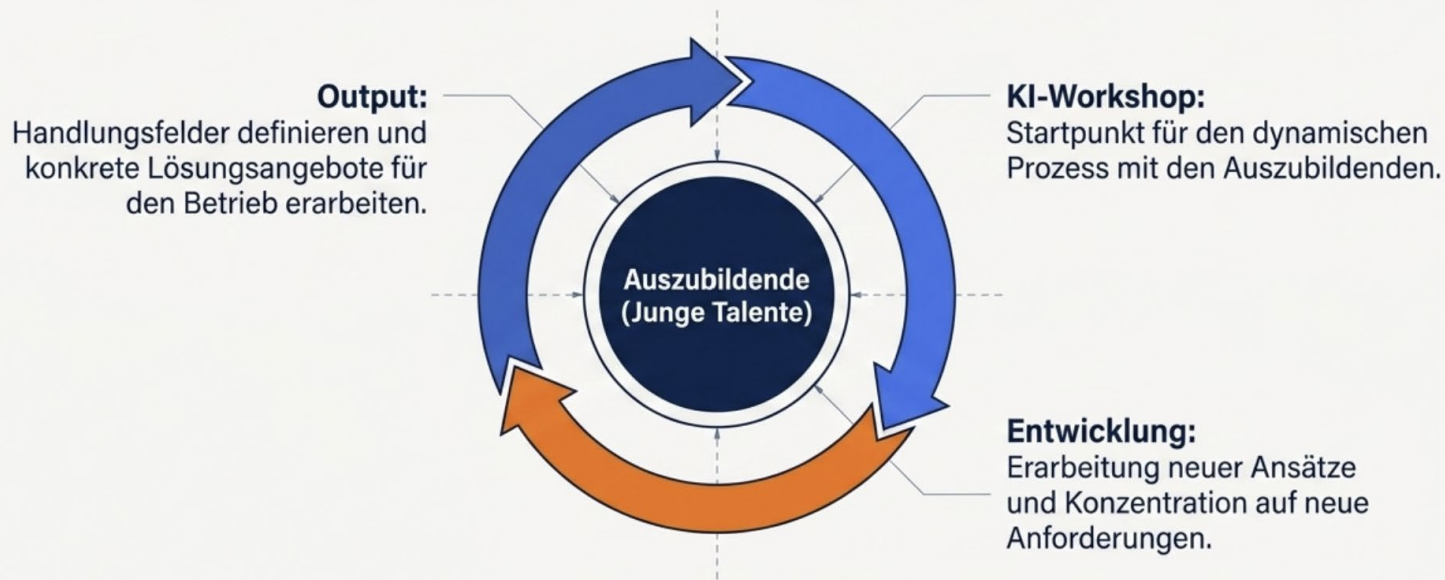 Output:
Handlungsfelder definieren und
konkrete Lösungsangebote für
den Betrieb erarbeiten.
KI-Workshop:
Startpunkt für den dynamischen
Prozess mit den Auszubildenden.
Auszubildende
(Junge Talente)
Entwicklung:
Erarbeitung neuer Ansätze
und Konzentration auf neue
Anforderungen.